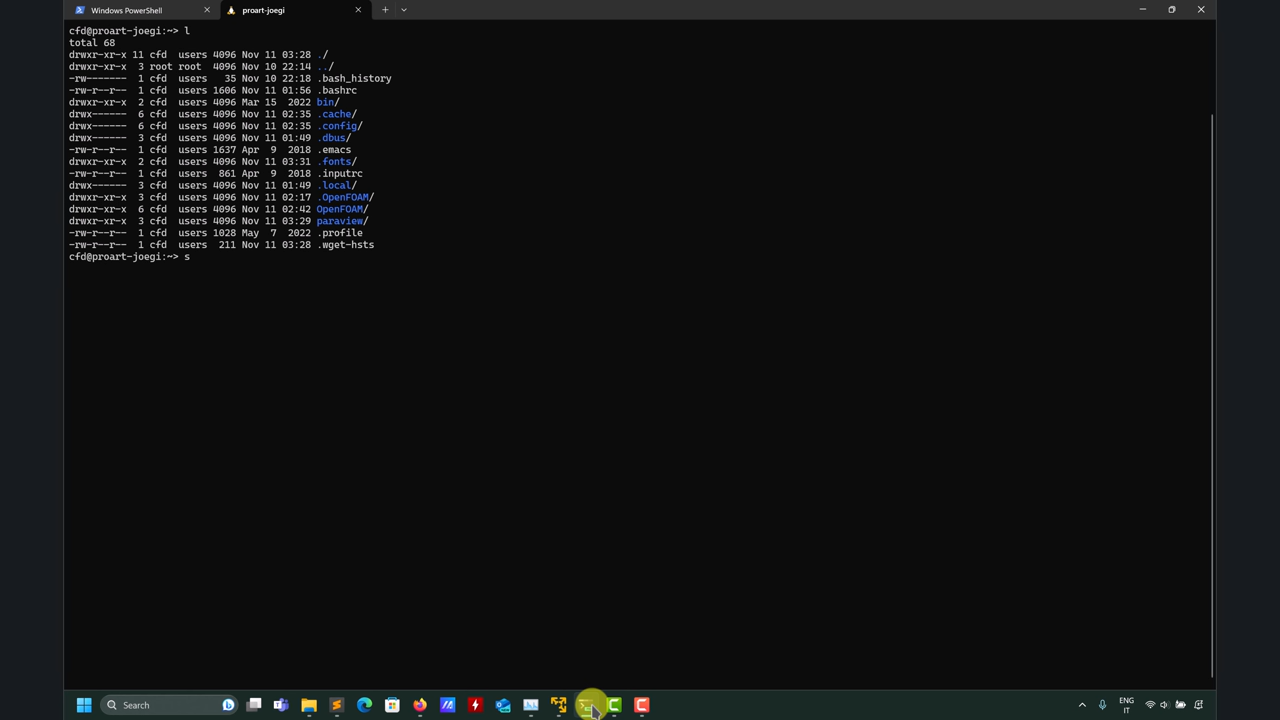 Windows PowerShell
proart-joegi
cfd@proart-joegi:~> l
total 68
drwxr-xr-x 11 cfd  users 4096 Nov 11 03:28 ./
drwxr-xr-x  3 root root  4096 Nov 10 22:14 ../
-rw-------  1 cfd  users   35 Nov 10 22:18 .bash_history
-rw-r--r--  1 cfd  users 1606 Nov 11 01:56 .bashrc
drwxr-xr-x  2 cfd  users 4096 Mar 15  2022 bin/
drwx------  6 cfd  users 4096 Nov 11 02:35 .cache/
drwx------  6 cfd  users 4096 Nov 11 02:35 .config/
drwxr-xr-x  3 cfd  users 4096 Nov 11 01:49 .dbus/
-rw-r--r--  1 cfd  users 1637 Apr  9  2018 .emacs
drwxr-xr-x  2 cfd  users 4096 Nov 11 03:31 .fonts/
-rw-r--r--  1 cfd  users  861 Apr  9  2018 .inputrc
drwx------  3 cfd  users 4096 Nov 11 01:49 .local/
drwxr-xr-x  3 cfd  users 4096 Nov 11 02:17 .OpenFOAM/
drwxr-xr-x  6 cfd  users 4096 Nov 11 02:42 OpenFOAM/
drwxr-xr-x  3 cfd  users 4096 Nov 11 03:29 paraview/
-rw-r--r--  1 cfd  users 1028 May  7  2022 .profile
-rw-r--r--  1 cfd  users  211 Nov 11 03:28 .wget-hsts
cfd@proart-joegi:~> s
Search
ENG
IT